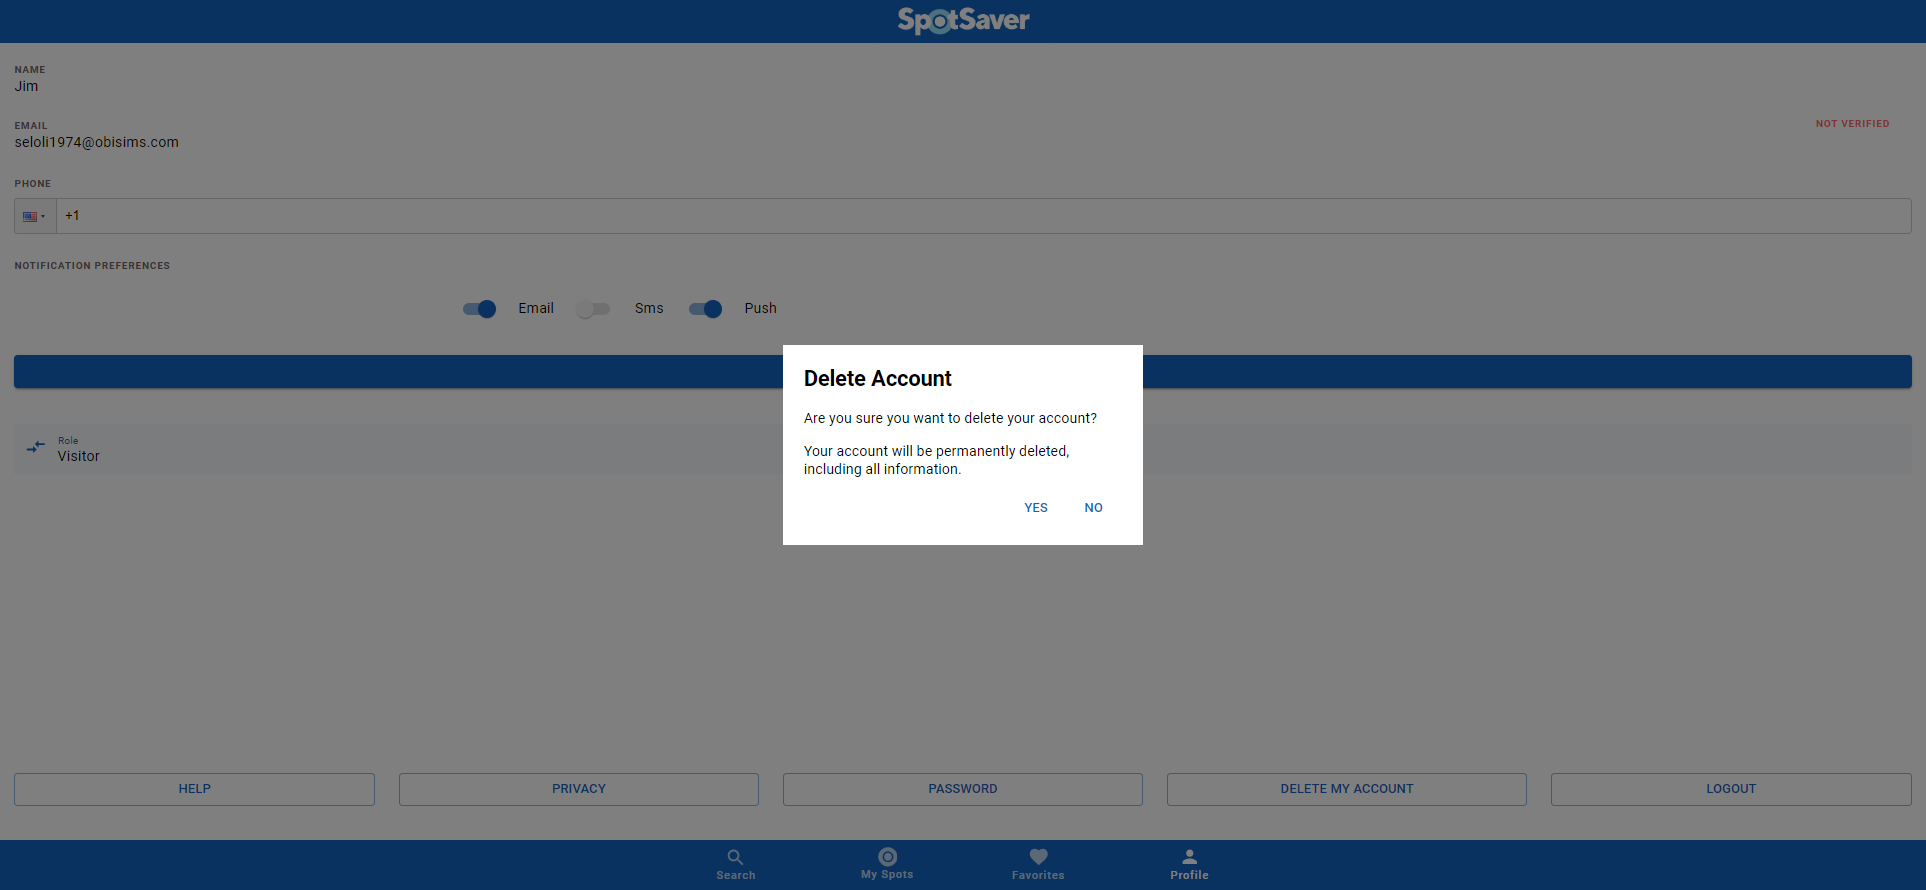 SpotSaver
NAME
Jim
EMAIL
NOT VERIFIED
seloli1974@obisims.com
PHONE
+1
NOTIFICATION PREFERENCES
Email Sms Push
Delete Account
Are you sure you want to delete your account?
Your account will be permanently deleted,
including all information.
YES NO
Role
Visitor
HELP PRIVACY PASSWORD DELETE MY ACCOUNT LOGOUT
Search My Spots Favorites Profile